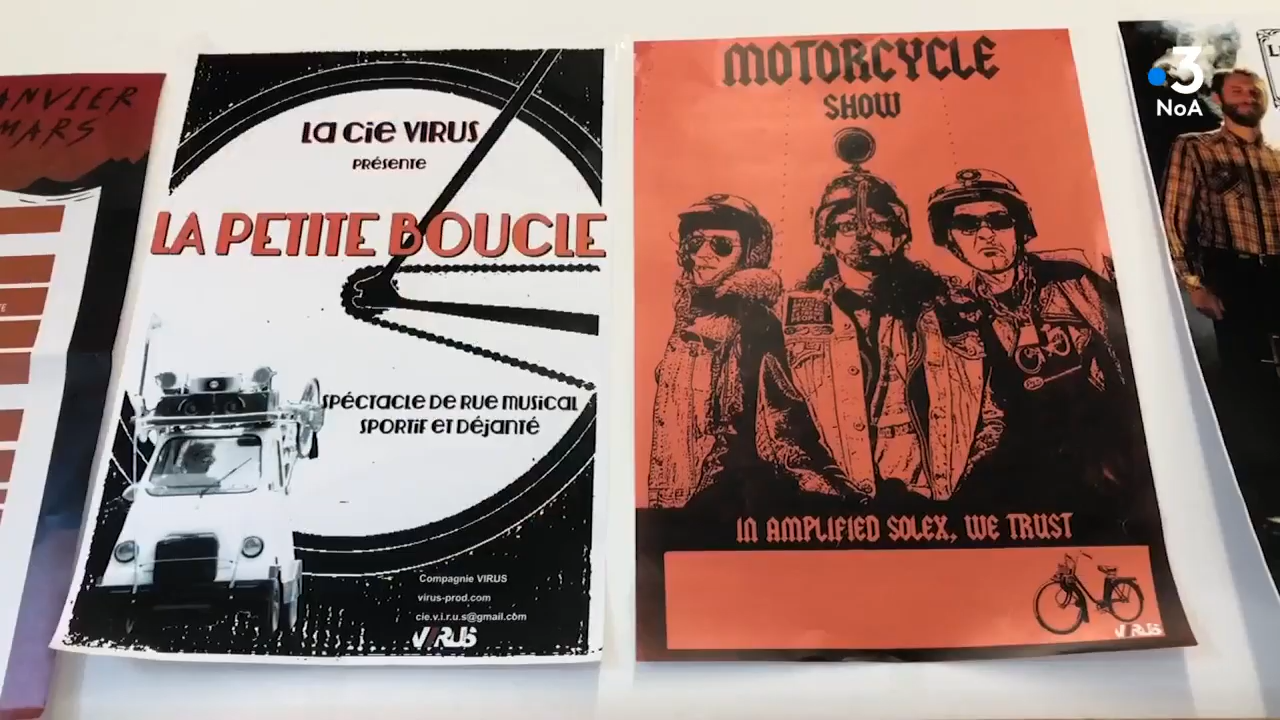 ANVIER
MARS
LA CIE VIRUS
PRÉSENTE
LA PETITE BOUCLE
SPÉCTACLE DE RUE MUSICAL
SPORTIF ET DÉJANTÉ
Compagnie VIRUS
virus-prod.com
cie.v.i.r.u.s@gmail.com
VIRUS
MOTORCYCLE
SHOW
IN AMPLIFIED SOLEX, WE TRUST
VIRUS
3
NoA